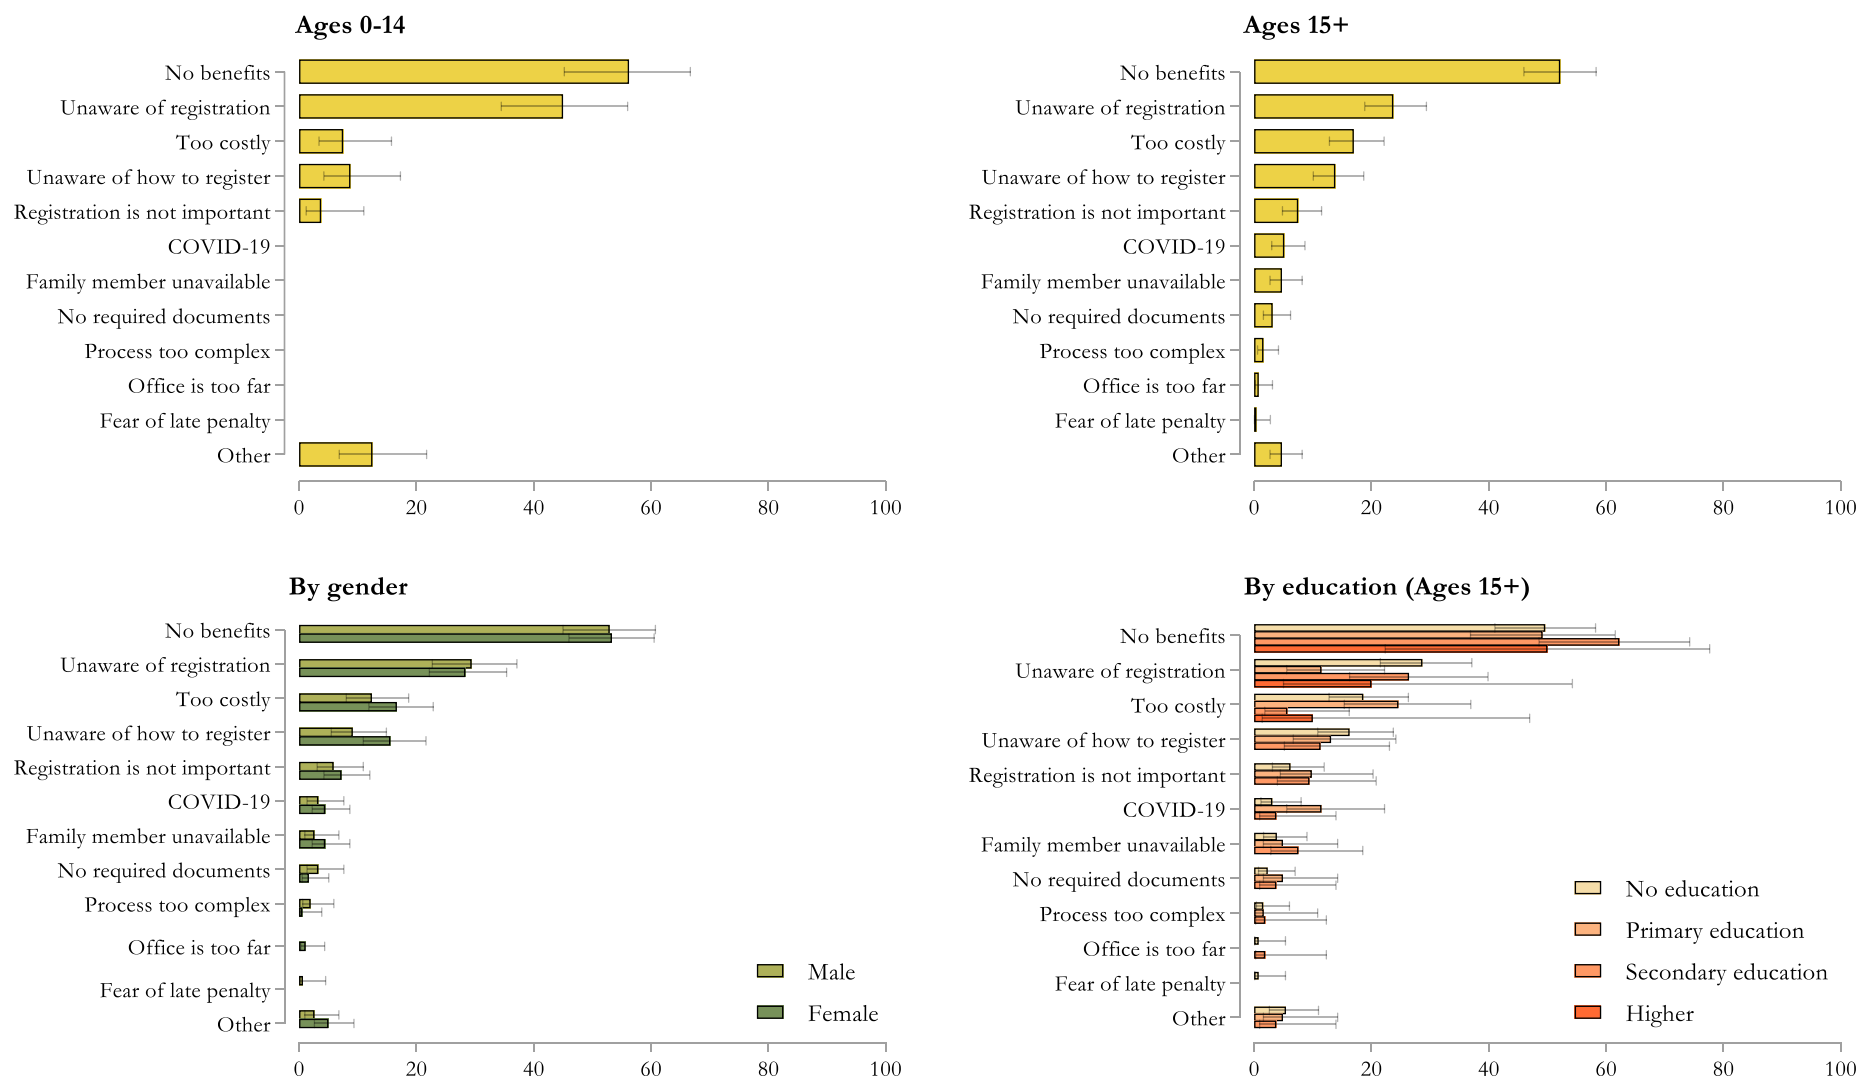 Ages 0-14
No benefits
Unaware of registration
Too costly
Unaware of how to register
Registration is not important
COVID-19
Family member unavailable
No required documents
Process too complex
Office is too far
Fear of late penalty
Other
0 20 40 60 80 100
Ages 15+
No benefits
Unaware of registration
Too costly
Unaware of how to register
Registration is not important
COVID-19
Family member unavailable
No required documents
Process too complex
Office is too far
Fear of late penalty
Other
0 20 40 60 80 100
By gender
No benefits
Unaware of registration
Too costly
Unaware of how to register
Registration is not important
COVID-19
Family member unavailable
No required documents
Process too complex
Office is too far
Fear of late penalty
Other
0 20 40 60 80 100
Male
Female
By education (Ages 15+)
No benefits
Unaware of registration
Too costly
Unaware of how to register
Registration is not important
COVID-19
Family member unavailable
No required documents
Process too complex
Office is too far
Fear of late penalty
Other
0 20 40 60 80 100
No education
Primary education
Secondary education
Higher